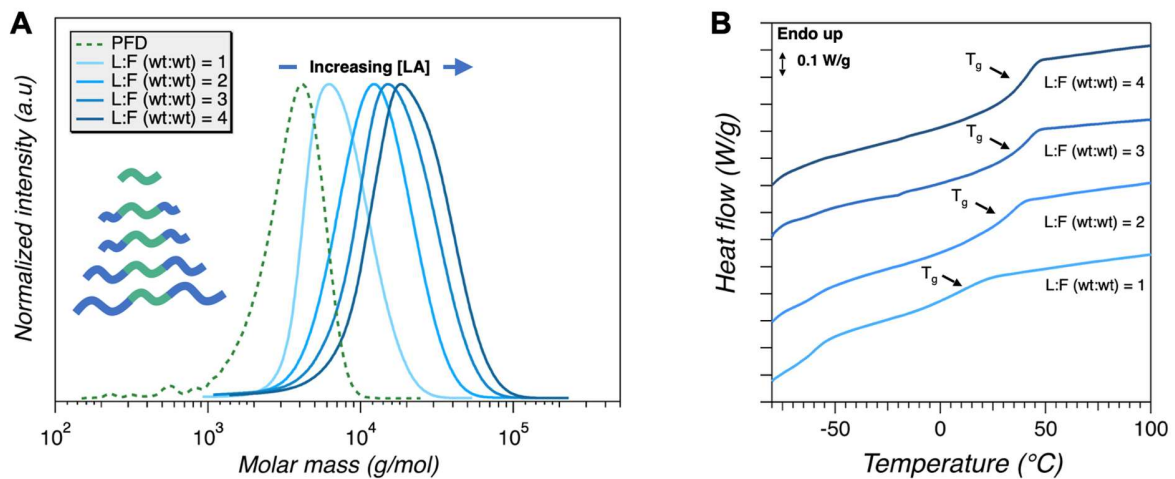 A
PFD
L:F (wt:wt) = 1
L:F (wt:wt) = 2
L:F (wt:wt) = 3
L:F (wt:wt) = 4
Increasing [LA]
Normalized intensity (a.u)
10²
10³
10⁴
10⁵
Molar mass (g/mol)
B
Endo up
0.1 W/g
Tg
L:F (wt:wt) = 4
Tg
L:F (wt:wt) = 3
Tg
L:F (wt:wt) = 2
Tg
L:F (wt:wt) = 1
Heat flow (W/g)
-50
0
50
100
Temperature (°C)